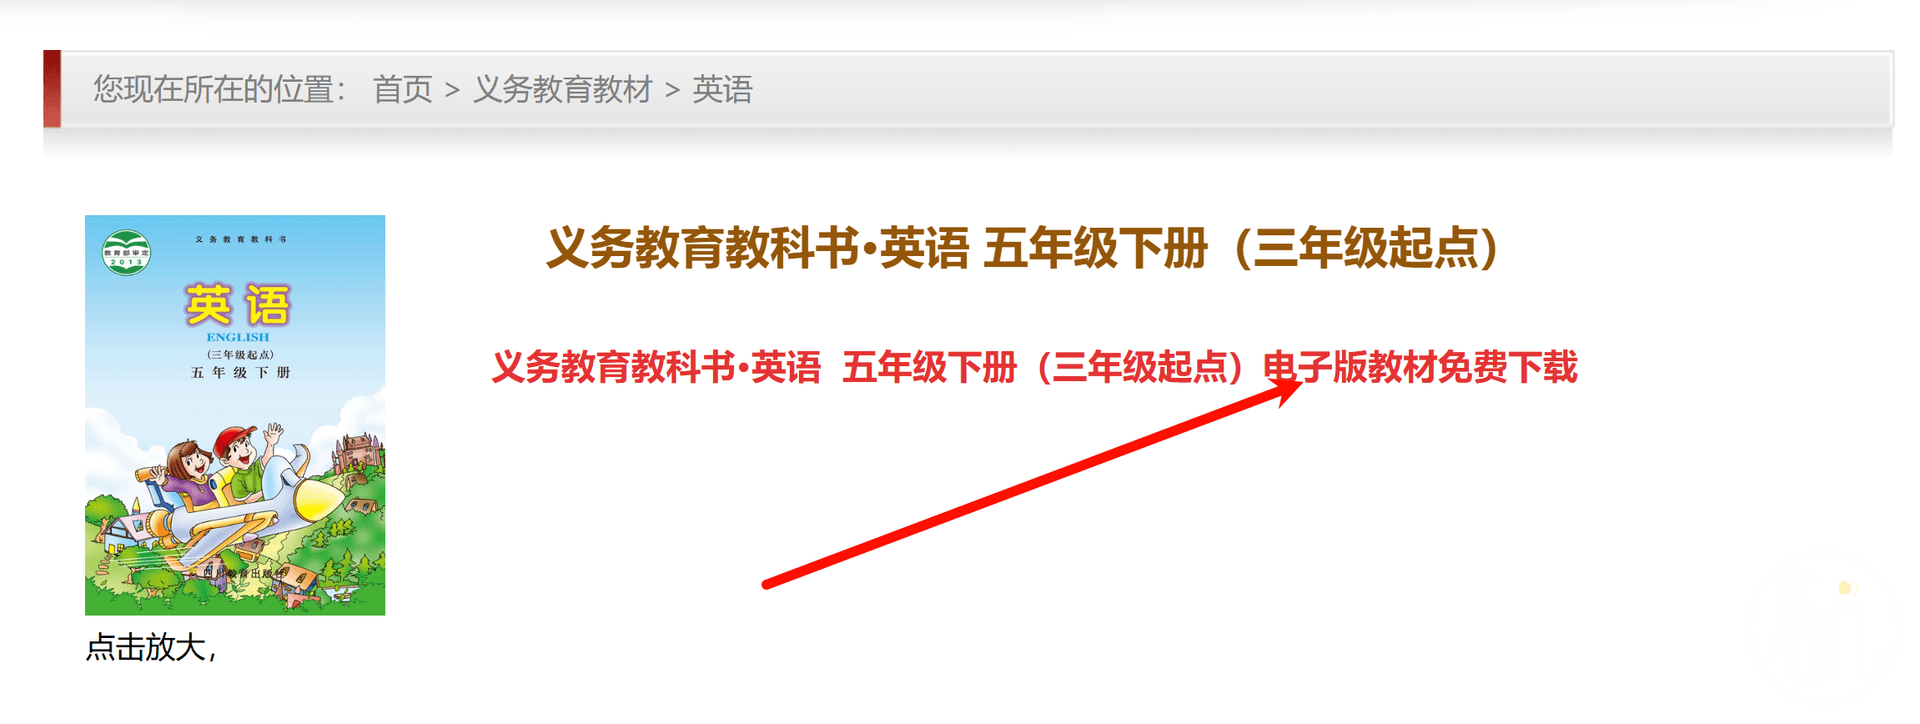 您现在所在的位置： 首页 > 义务教育教材 > 英语
教育部审定
2013
义务教育教科书
英语
ENGLISH
(三年级起点)
五年级下册
四川教育出版社
点击放大，
义务教育教科书•英语 五年级下册（三年级起点）
义务教育教科书•英语 五年级下册（三年级起点）电子版教材免费下载